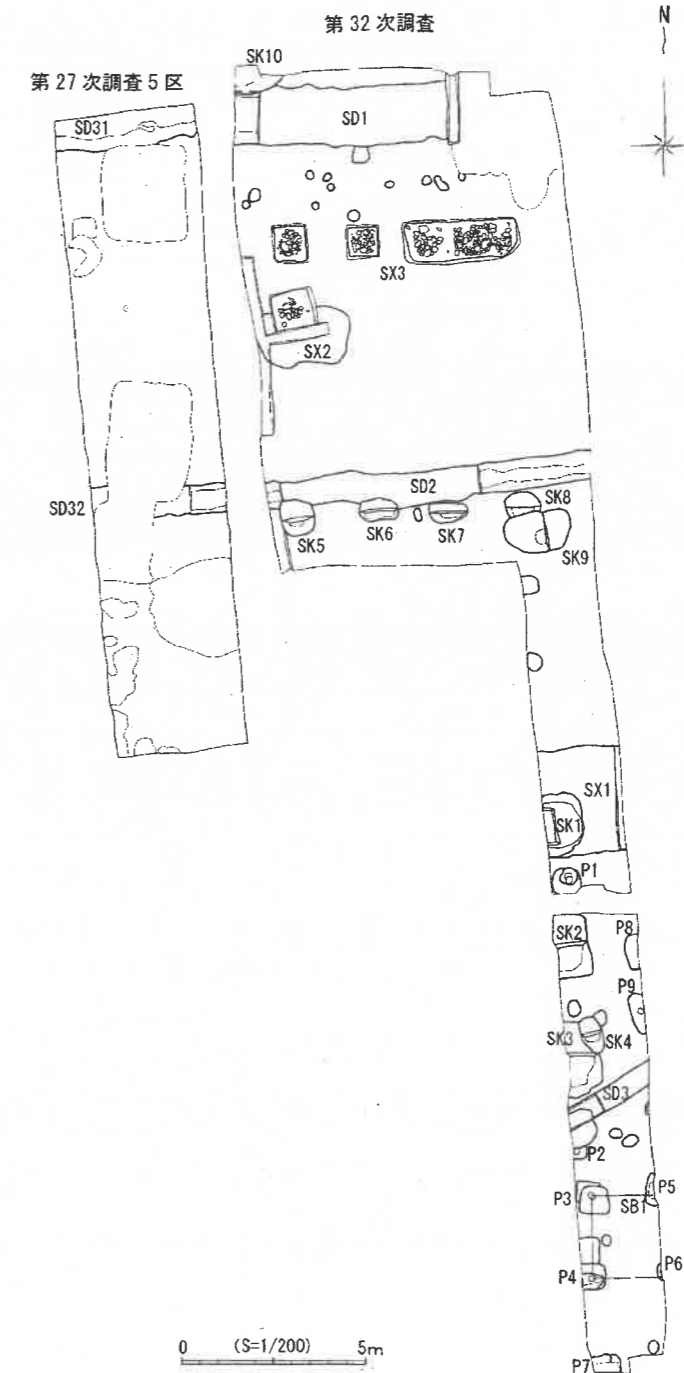 第32次調査
N
SK10
第27次調査5区
SD31
SD1
SX3
SX2
SD2
SD32
SK8
SK5
SK6
SK7
SK9
SX1
SK1
P1
SK2
P8
P9
SK3
SK4
SD3
P2
P3
P5
SB1
P4
P6
0 (S=1/200) 5m
P7